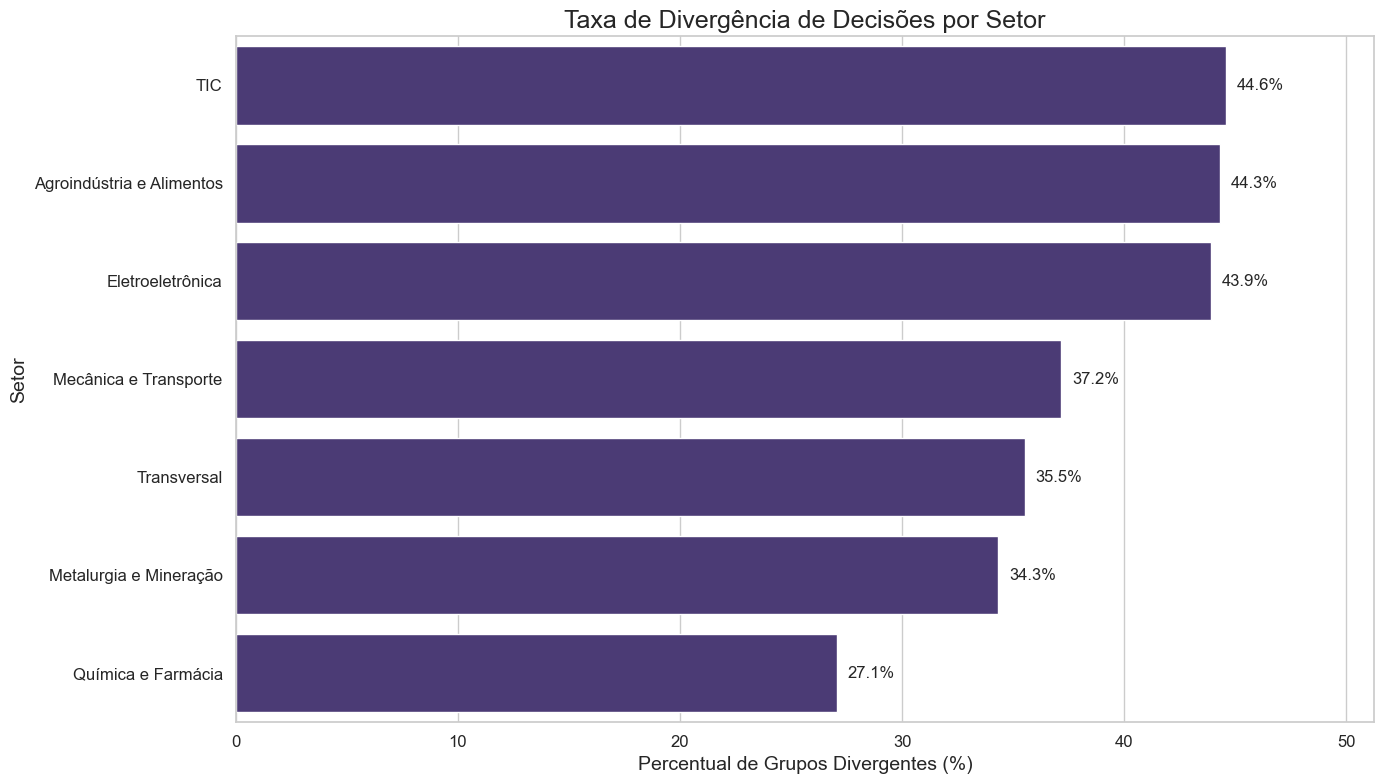 Taxa de Divergência de Decisões por Setor
TIC
44.6%
Agroindústria e Alimentos
44.3%
Eletroeletrônica
43.9%
Mecânica e Transporte
37.2%
Transversal
35.5%
Metalurgia e Mineração
34.3%
Química e Farmácia
27.1%
Setor
0 10 20 30 40 50
Percentual de Grupos Divergentes (%)